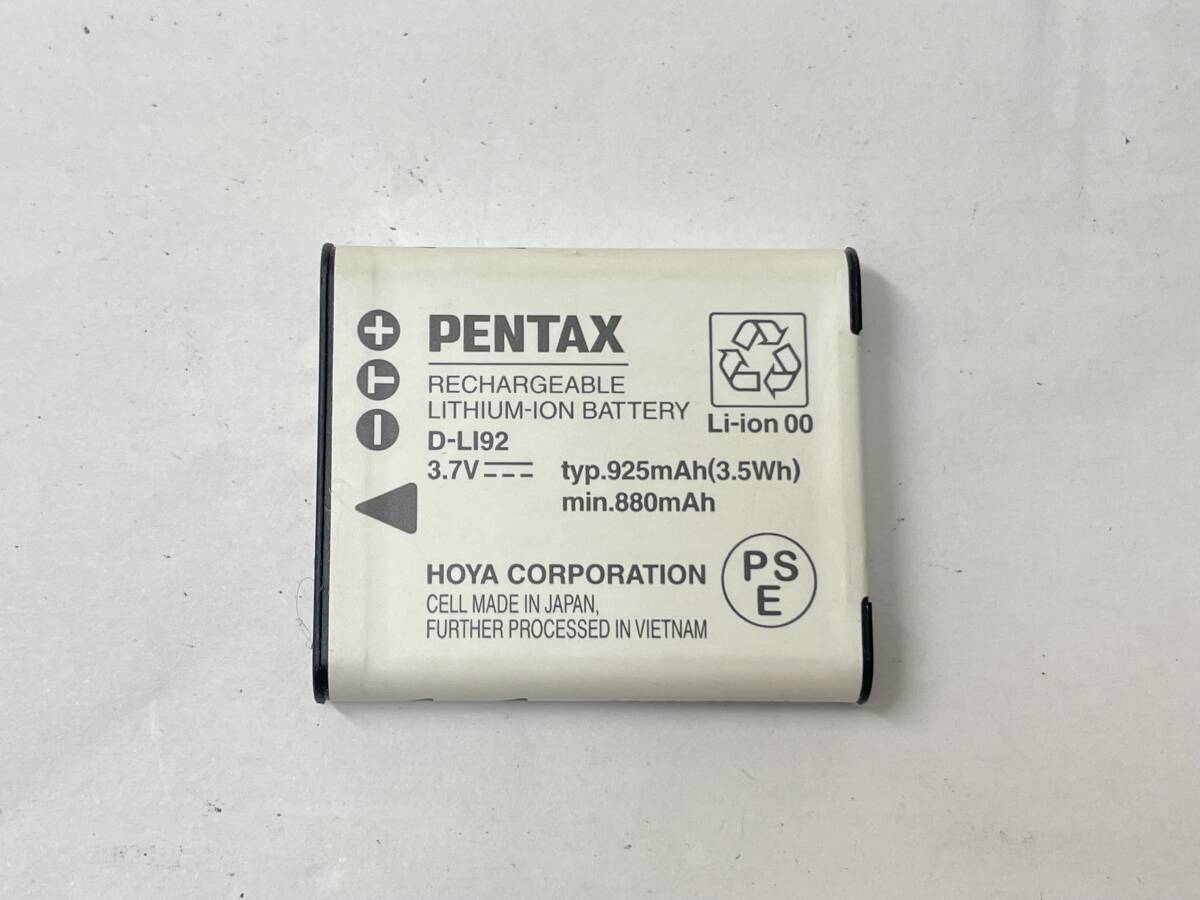 PENTAX
RECHARGEABLE
LITHIUM-ION BATTERY
D-LI92
3.7V
typ.925mAh(3.5Wh)
min.880mAh
+
T
−
Li-ion 00
HOYA CORPORATION
CELL MADE IN JAPAN,
FURTHER PROCESSED IN VIETNAM
PS
E